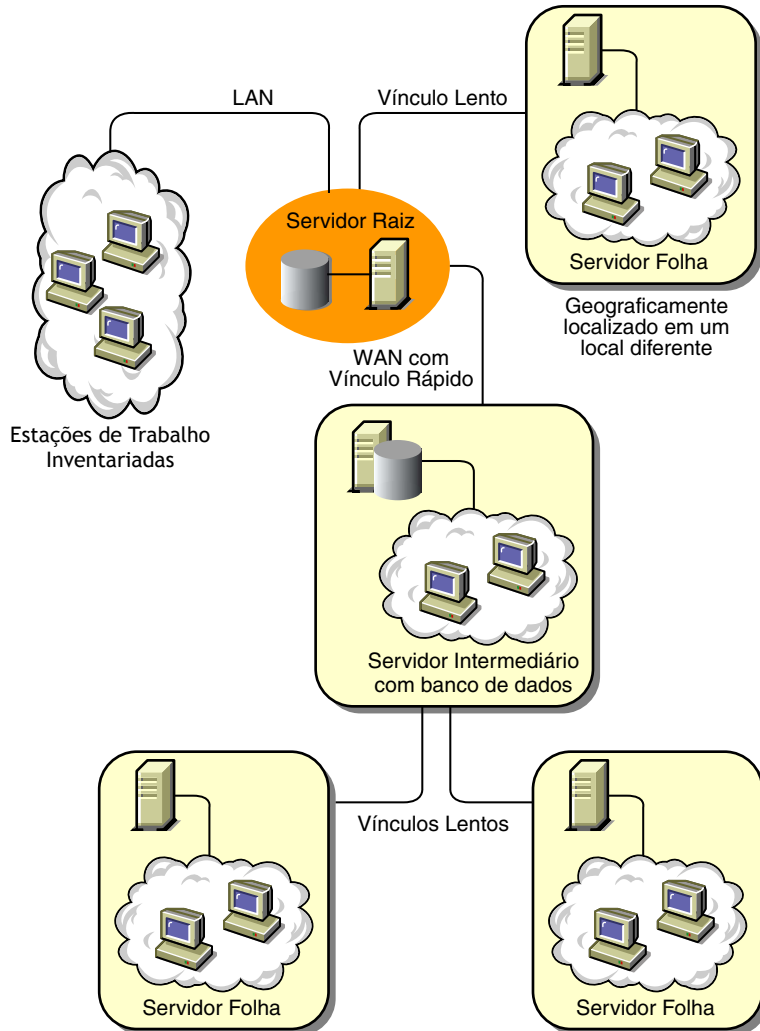 LAN
Vínculo Lento
Servidor Raiz
Servidor Folha
Geograficamente
localizado em um
local diferente
WAN com
Vínculo Rápido
Estações de Trabalho
Inventariadas
Servidor Intermediário
com banco de dados
Vínculos Lentos
Servidor Folha
Servidor Folha